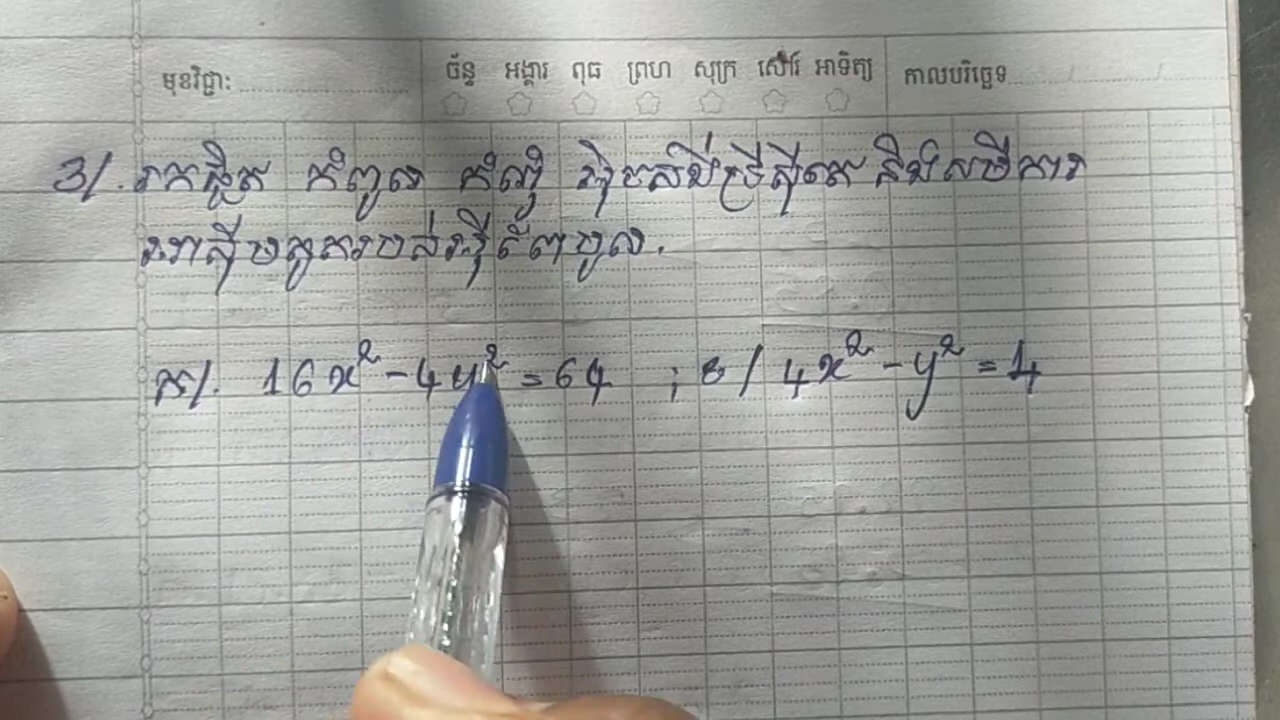 មុខវិជ្ជាៈ ច័ន្ទ អង្គារ ពុធ ព្រហ សុក្រ សៅរ៍ អាទិត្យ កាលបរិច្ឆេទ
3/. រកផ្ចិត កំពូល កំណុំ អ៊ិចសង់ទ្រីស៊ីតេ និងសមីការ
អាស៊ីមតូតរបស់អ៊ីពែបូល.
ក/. 16x² - 4y² = 64 ; ខ/ 4x² - y² = 4